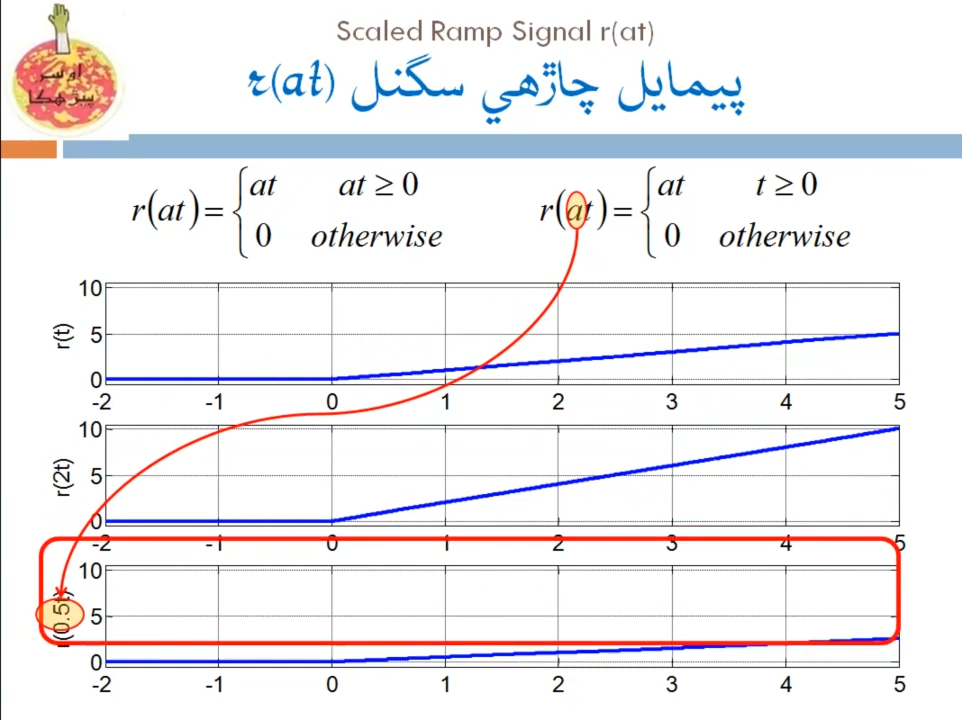 Scaled Ramp Signal r(at)
پيمايل چاڙهي سگنل r(at)
اوسر
پيڙهڪا
r(at) = { at at ≥ 0
0 otherwise
r(at) = { at t ≥ 0
0 otherwise
r(t)
10
5
0
-2 -1 0 1 2 3 4 5
r(2t)
10
5
0
-2 -1 0 1 2 3 4 5
r(0.5t)
10
5
0
-2 -1 0 1 2 3 4 5